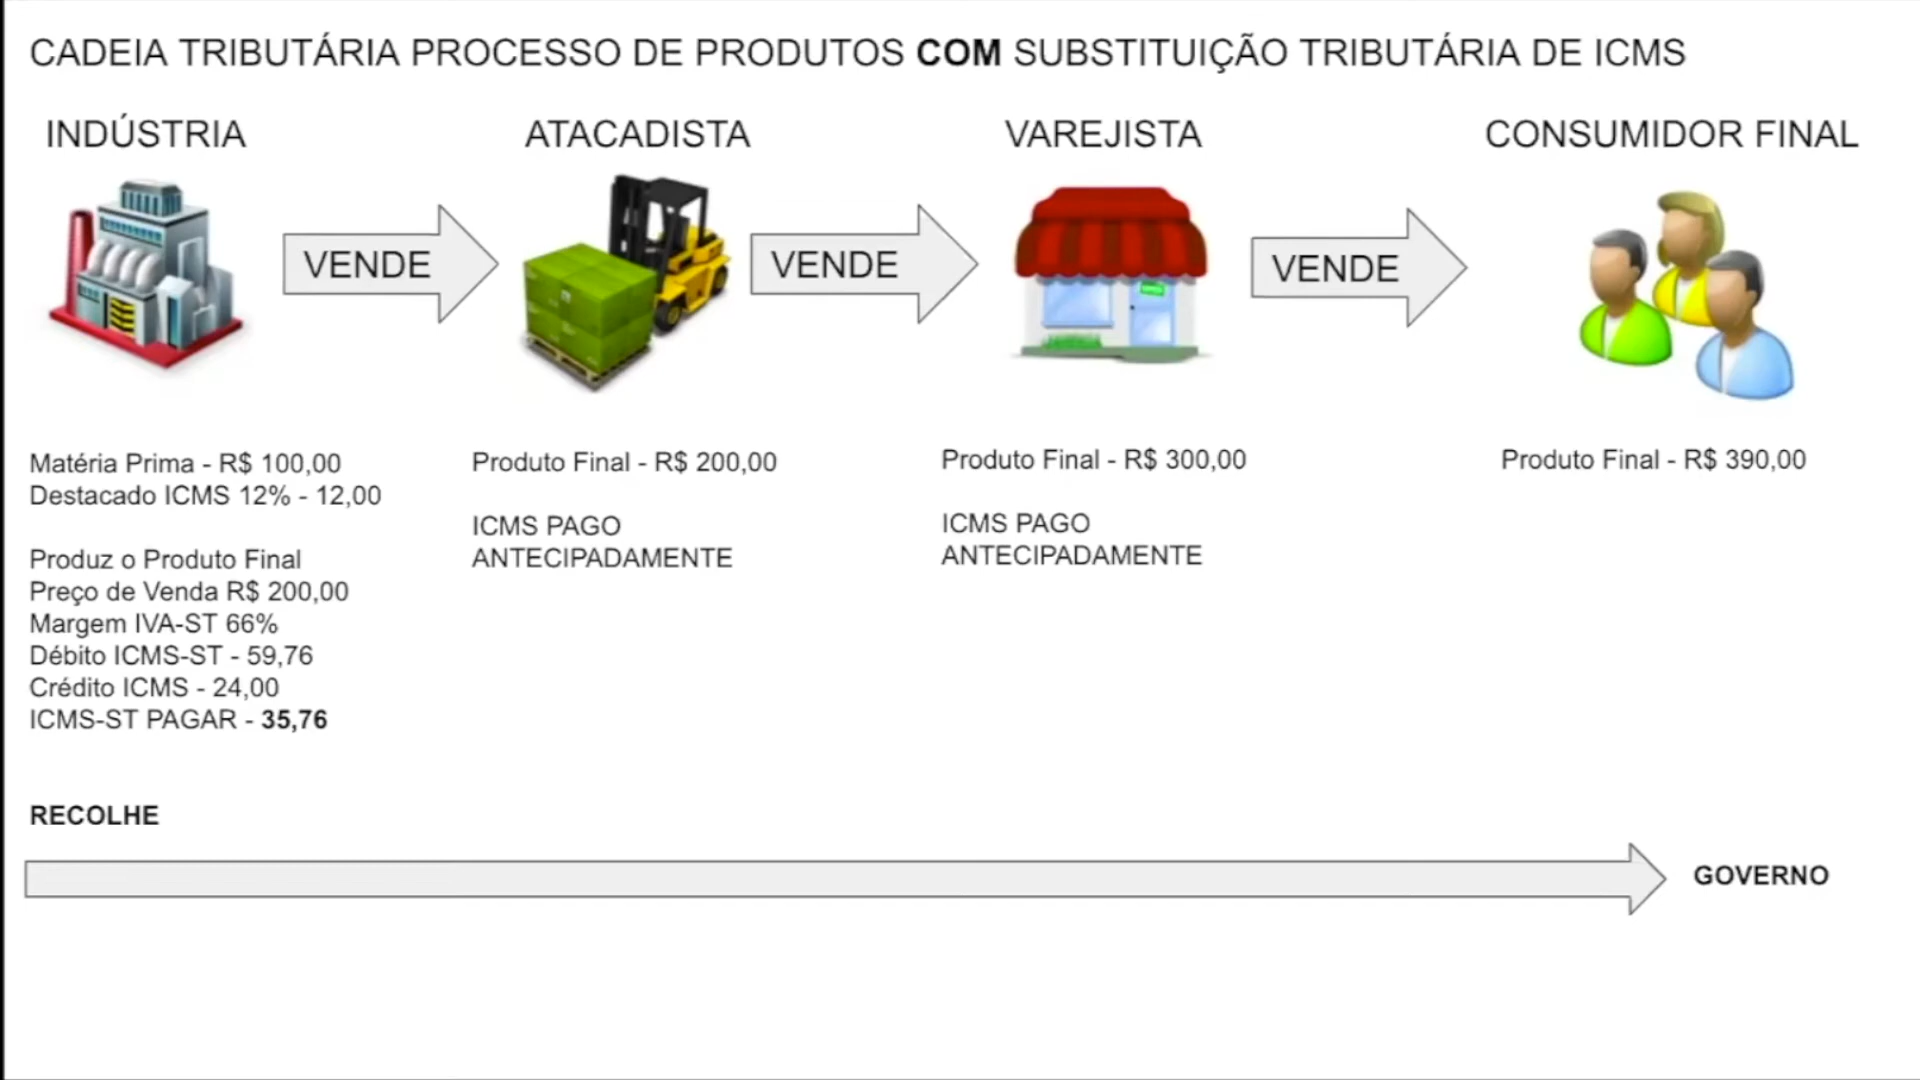 CADEIA TRIBUTÁRIA PROCESSO DE PRODUTOS COM SUBSTITUIÇÃO TRIBUTÁRIA DE ICMS
INDÚSTRIA
ATACADISTA
VAREJISTA
CONSUMIDOR FINAL
VENDE
VENDE
VENDE
Matéria Prima - R$ 100,00
Destacado ICMS 12% - 12,00
Produz o Produto Final
Preço de Venda R$ 200,00
Margem IVA-ST 66%
Débito ICMS-ST - 59,76
Crédito ICMS - 24,00
ICMS-ST PAGAR - 35,76
Produto Final - R$ 200,00
ICMS PAGO
ANTECIPADAMENTE
Produto Final - R$ 300,00
ICMS PAGO
ANTECIPADAMENTE
Produto Final - R$ 390,00
RECOLHE
GOVERNO